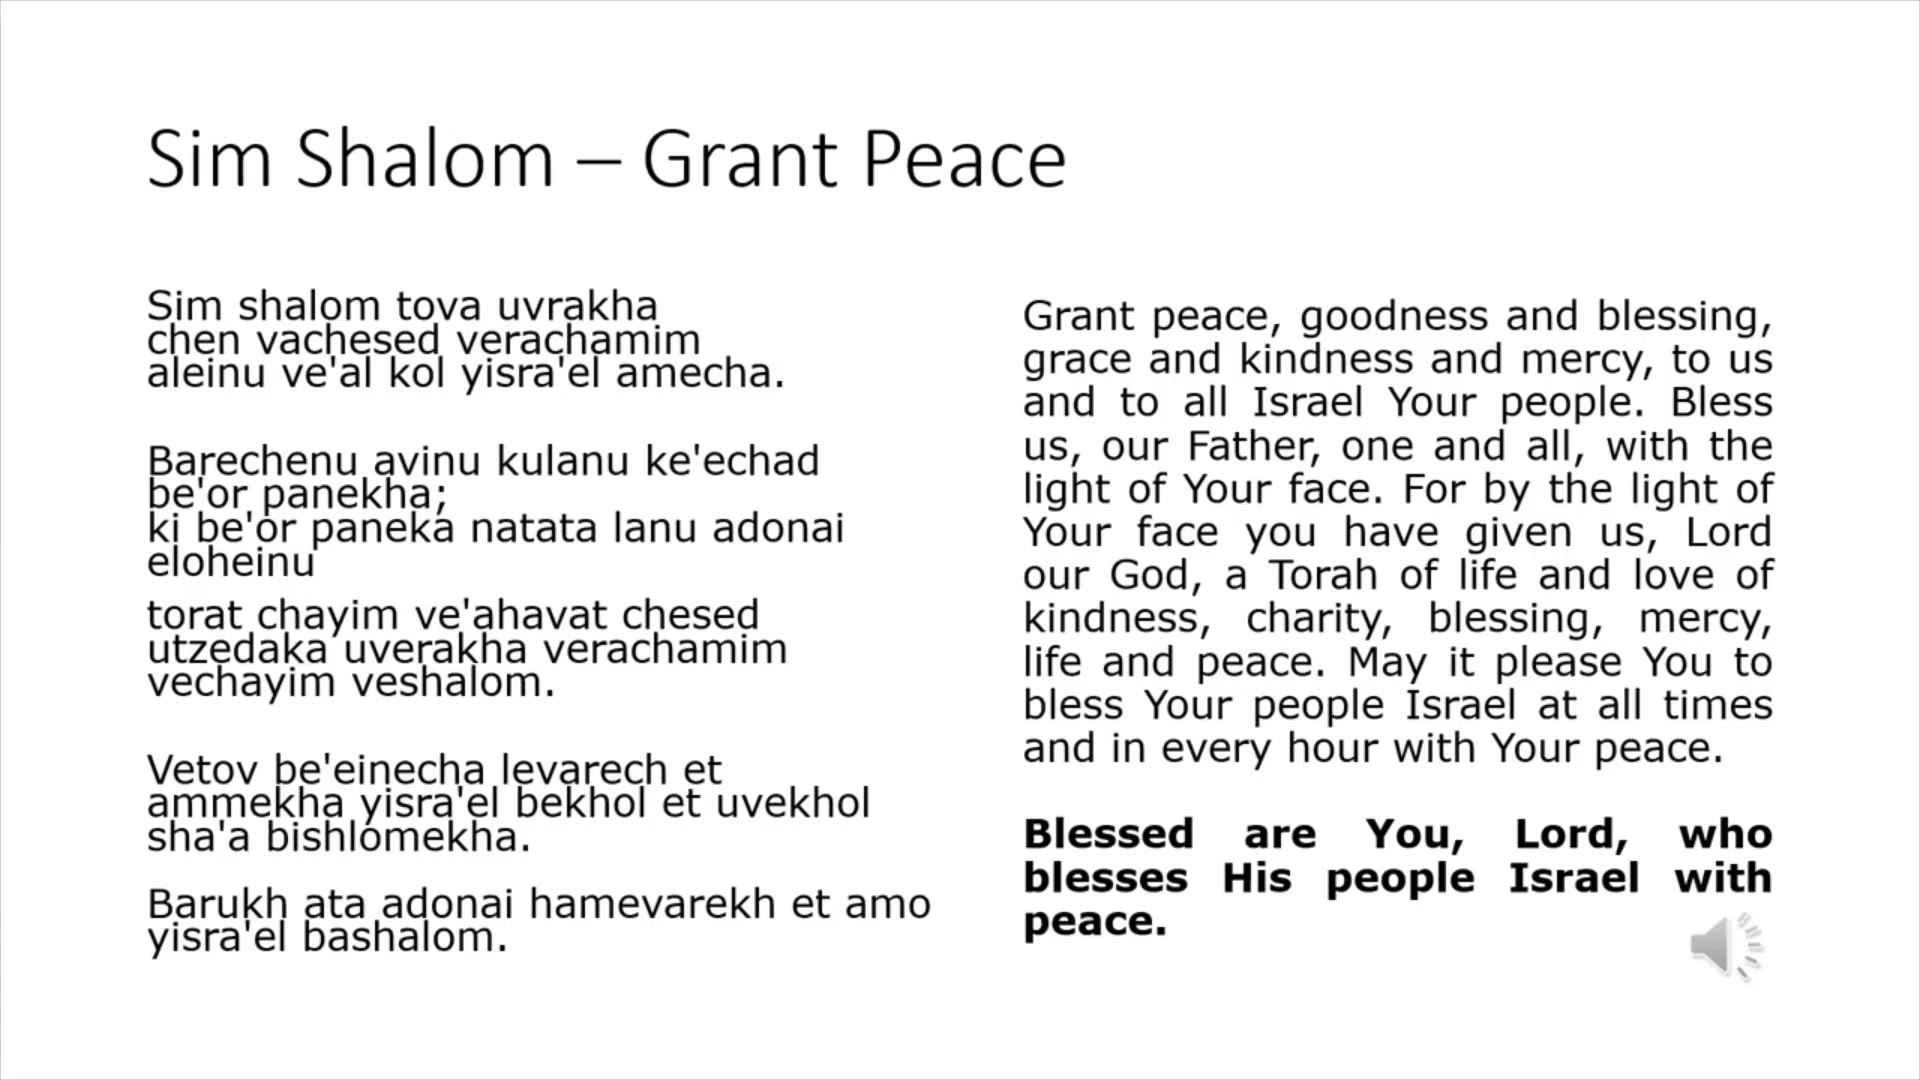 Sim Shalom – Grant Peace
Sim shalom tova uvrakha
chen vachesed verachamim
aleinu ve'al kol yisra'el amecha.
Barechenu avinu kulanu ke'echad
be'or panekha;
ki be'or paneka natata lanu adonai
eloheinu
torat chayim ve'ahavat chesed
utzedaka uverakha verachamim
vechayim veshalom.
Vetov be'einecha levarech et
ammekha yisra'el bekhol et uvekhol
sha'a bishlomekha.
Barukh ata adonai hamevarekh et amo
yisra'el bashalom.
Grant peace, goodness and blessing,
grace and kindness and mercy, to us
and to all Israel Your people. Bless
us, our Father, one and all, with the
light of Your face. For by the light of
Your face you have given us, Lord
our God, a Torah of life and love of
kindness, charity, blessing, mercy,
life and peace. May it please You to
bless Your people Israel at all times
and in every hour with Your peace.
Blessed are You, Lord, who
blesses His people Israel with
peace.